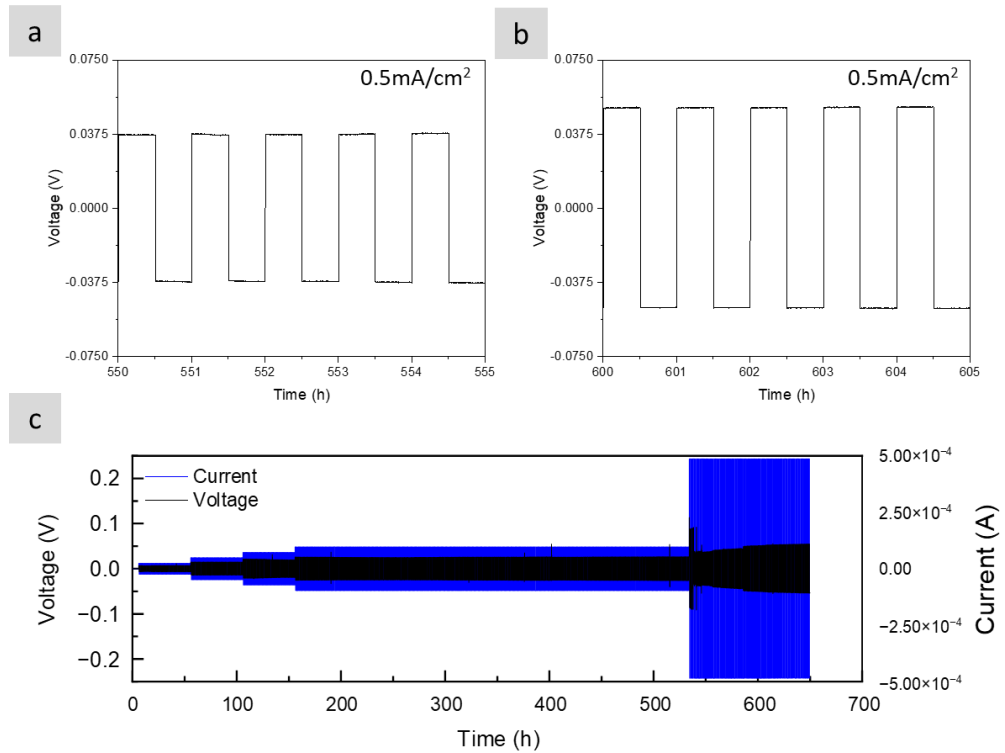 a
0.5mA/cm²
0.0750
0.0375
0.0000
-0.0375
-0.0750
Voltage (V)
550 551 552 553 554 555
Time (h)
b
0.5mA/cm²
0.0750
0.0375
0.0000
-0.0375
-0.0750
Voltage (V)
600 601 602 603 604 605
Time (h)
c
Current
Voltage
0.2
0.1
0.0
−0.1
−0.2
Voltage (V)
5.00×10⁻⁴
2.50×10⁻⁴
0.00
−2.50×10⁻⁴
−5.00×10⁻⁴
Current (A)
0 100 200 300 400 500 600 700
Time (h)